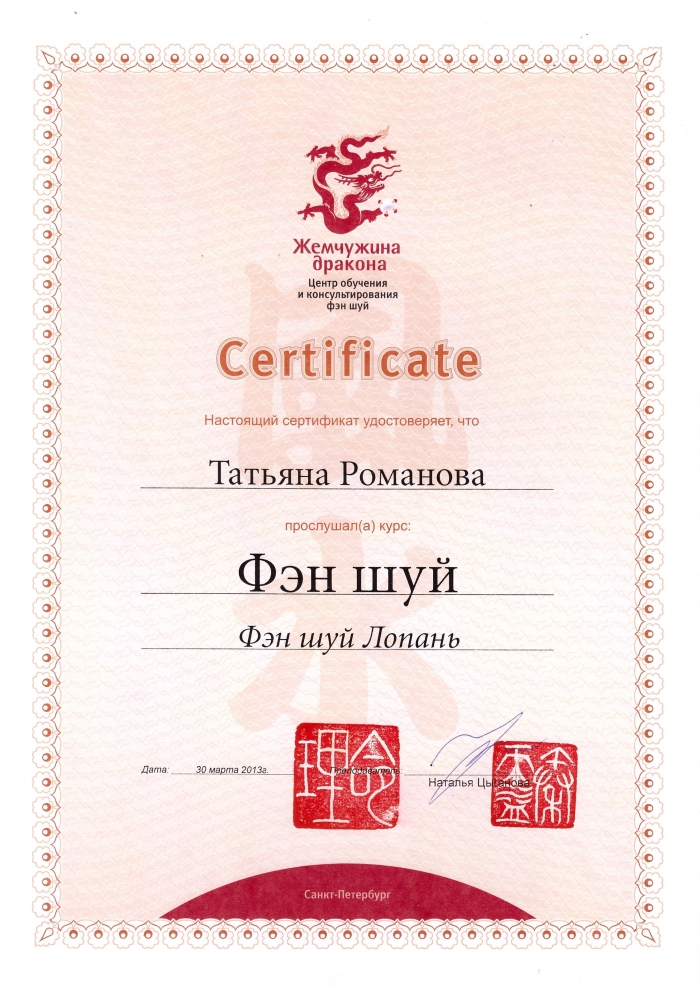 Жемчужина
дракона
Центр обучения
и консультирования
фэн шуй
Certificate
Настоящий сертификат удостоверяет, что
Татьяна Романова
прослушал(а) курс:
Фэн шуй
Фэн шуй Лопань
Дата: 30 марта 2013г. Преподаватель:
Наталья Цыганова
Санкт-Петербург